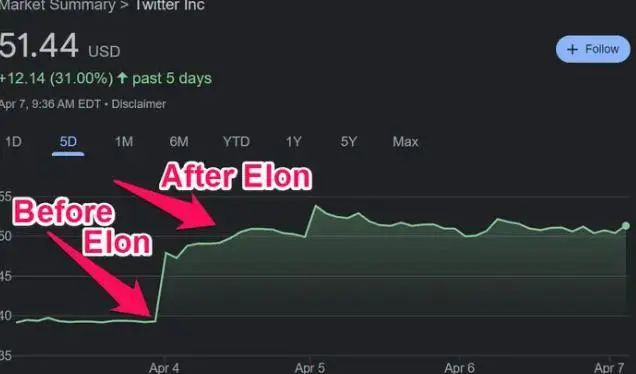 Market Summary > Twitter Inc
51.44 USD
+ Follow
+12.14 (31.00%) ↑ past 5 days
Apr 7, 9:36 AM EDT • Disclaimer
1D 5D 1M 6M YTD 1Y 5Y Max
After Elon
Before
Elon
55
50
45
40
35
Apr 4 Apr 5 Apr 6 Apr 7